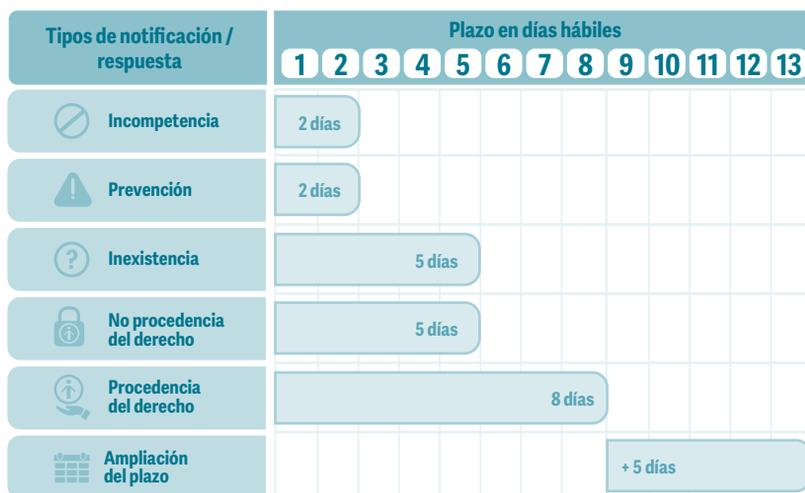 Tipos de notificación /
respuesta
Plazo en días hábiles
1 2 3 4 5 6 7 8 9 10 11 12 13
Incompetencia
2 días
Prevención
2 días
Inexistencia
5 días
No procedencia
del derecho
5 días
Procedencia
del derecho
8 días
Ampliación
del plazo
+ 5 días